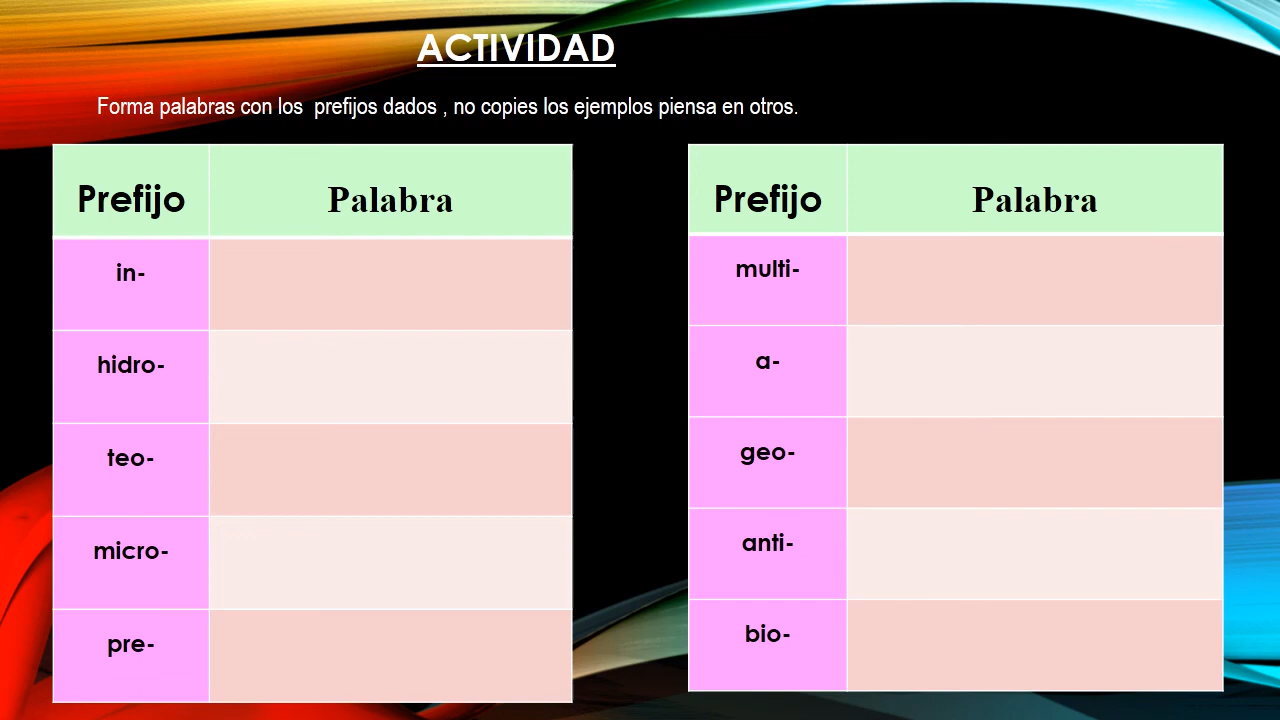 ACTIVIDAD
Forma palabras con los  prefijos dados , no copies los ejemplos piensa en otros.
Prefijo Palabra
in-
hidro-
teo-
micro-
pre-
Prefijo Palabra
multi-
a-
geo-
anti-
bio-